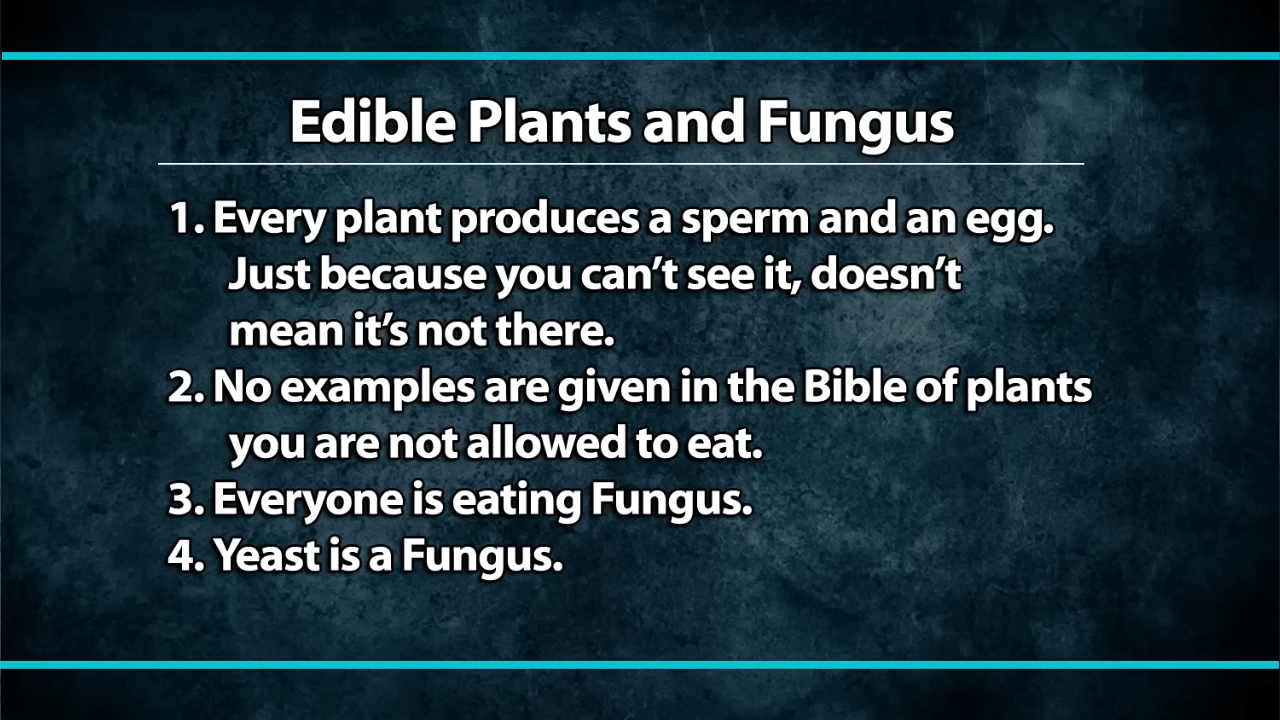 Edible Plants and Fungus
1. Every plant produces a sperm and an egg.
Just because you can’t see it, doesn’t
mean it’s not there.
2. No examples are given in the Bible of plants
you are not allowed to eat.
3. Everyone is eating Fungus.
4. Yeast is a Fungus.